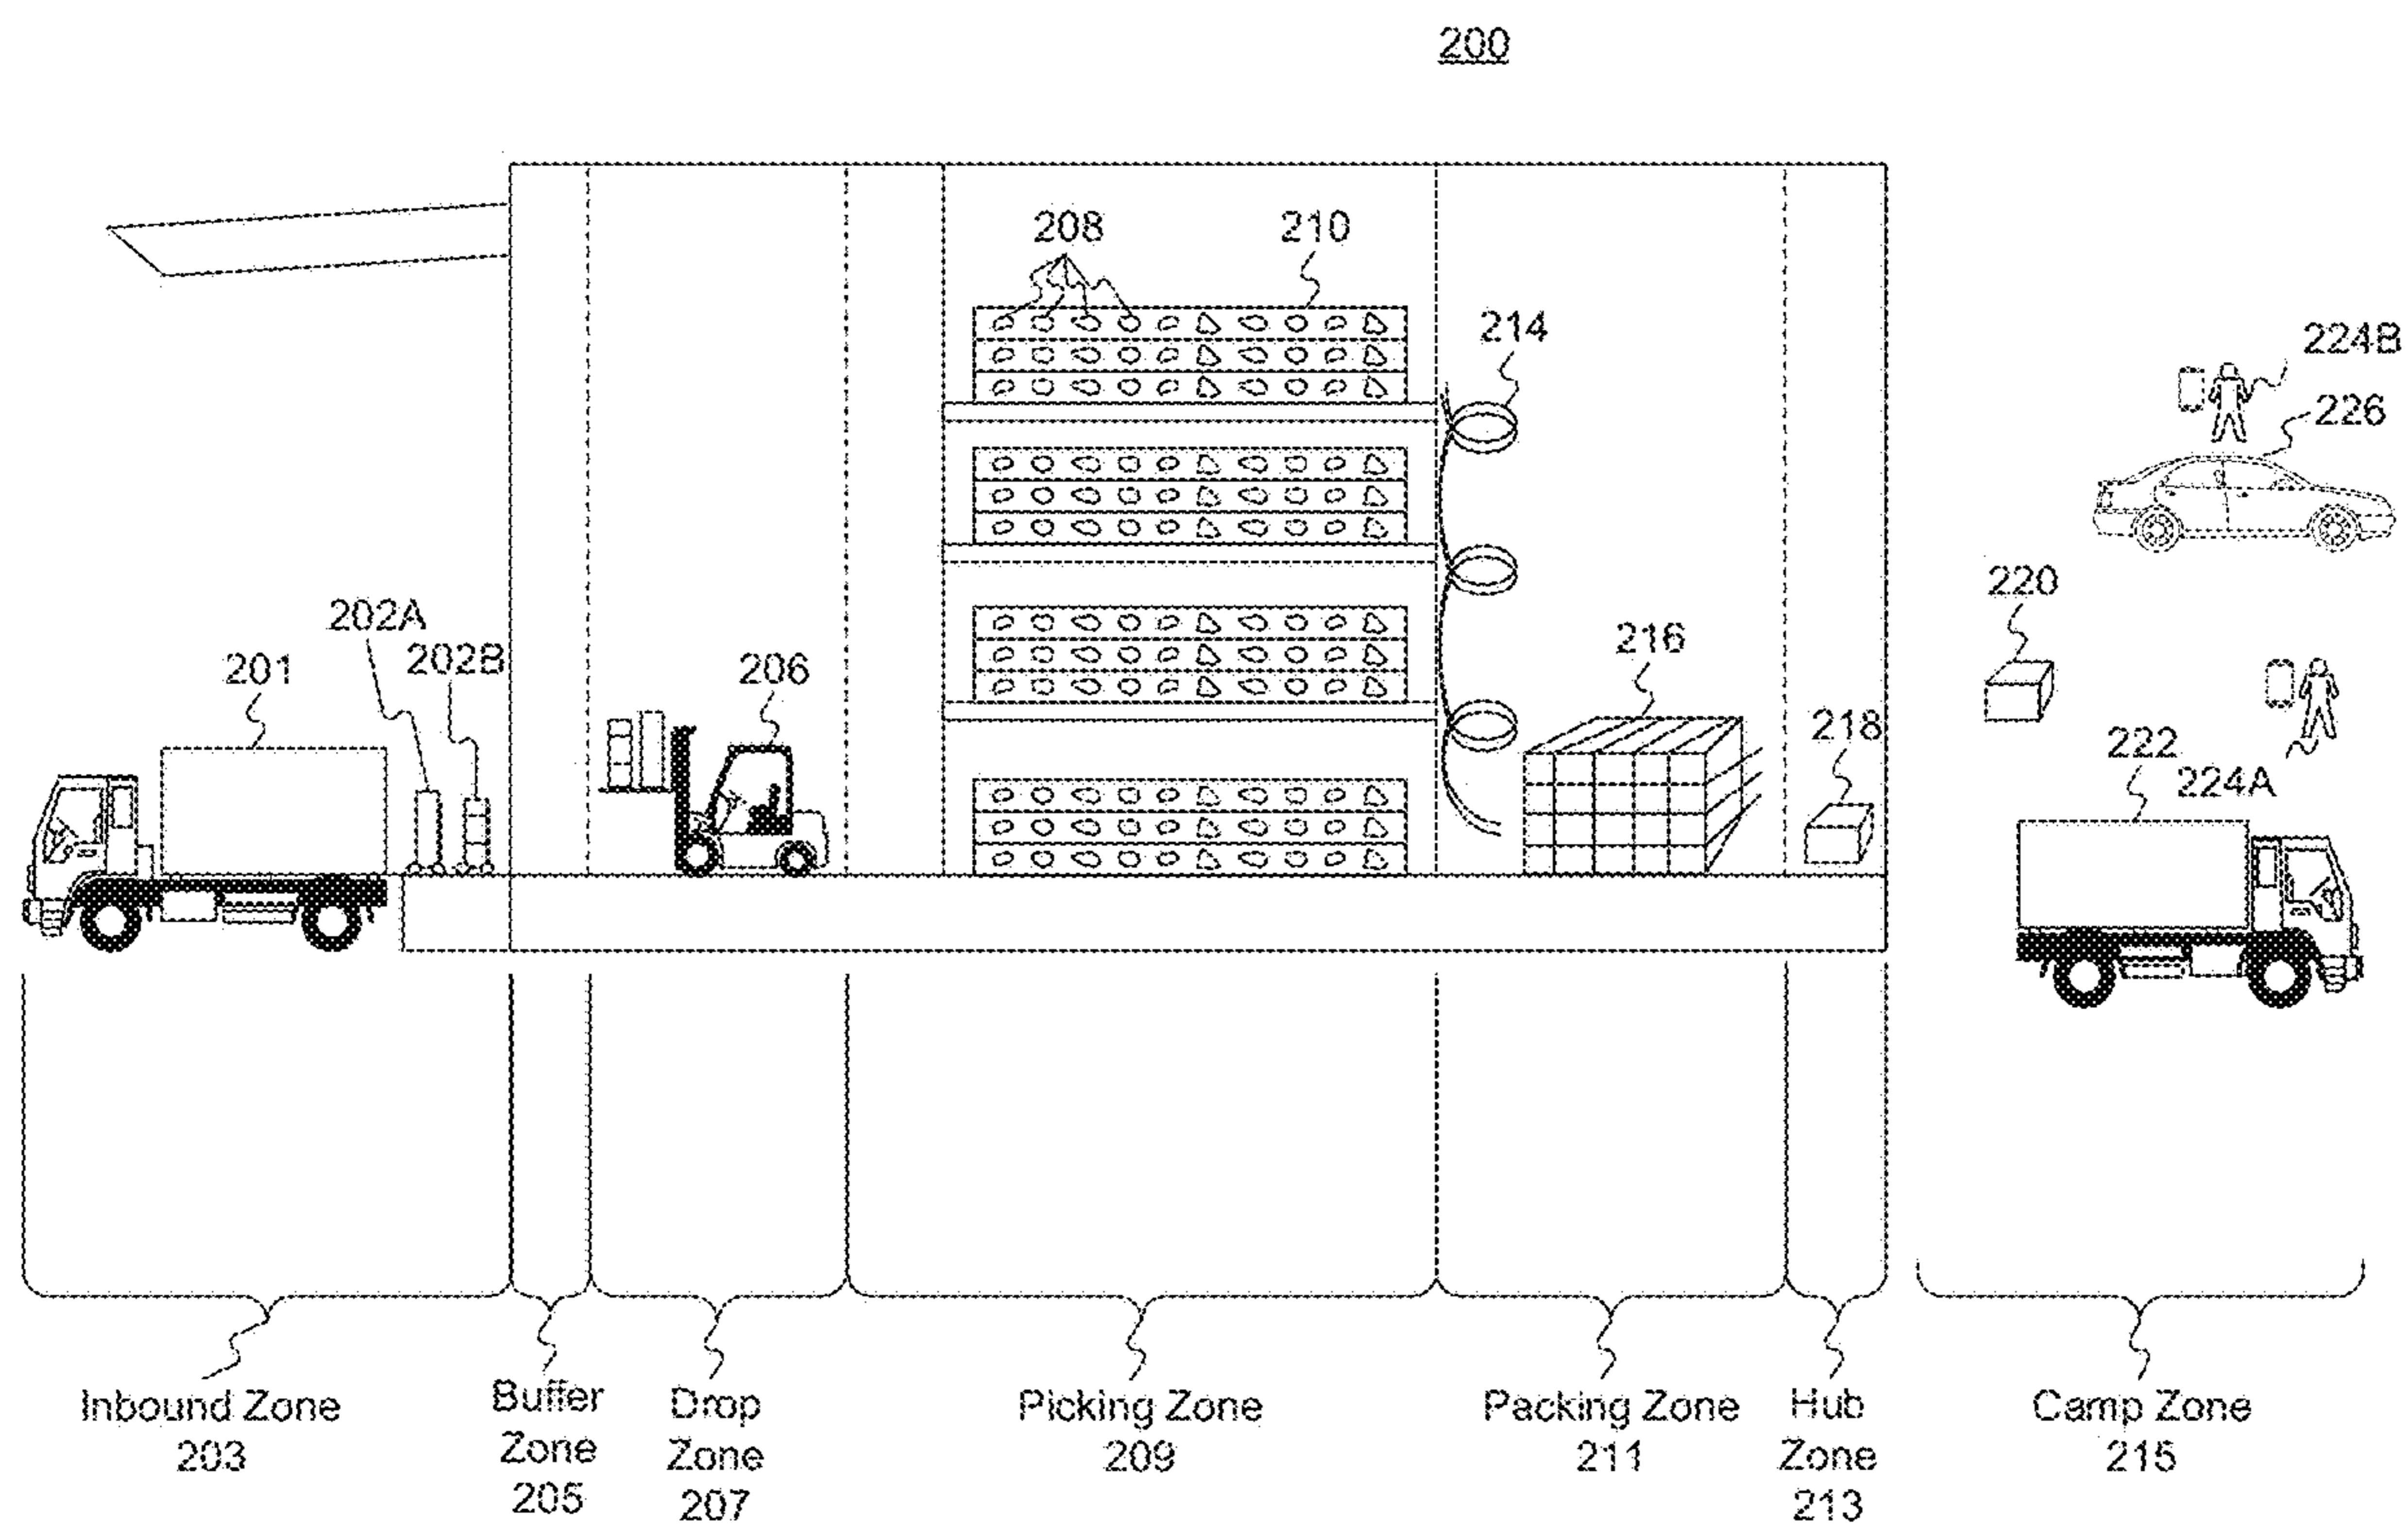 200
208
210
214
224B
226
220
202A
202B
201
206
216
218
222
224A
Inbound Zone
203
Buffer
Zone
205
Drop
Zone
207
Picking Zone
209
Packing Zone
211
Hub
Zone
213
Camp Zone
215